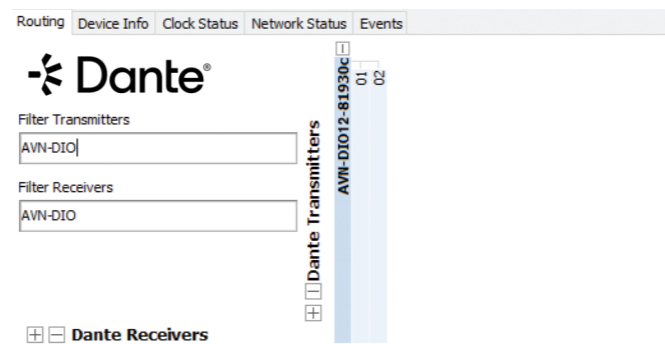 Routing Device Info Clock Status Network Status Events
Dante®
Filter Transmitters
AVN-DIO
Filter Receivers
AVN-DIO
Dante Transmitters
AVN-DIO12-81930c
01
02
Dante Receivers